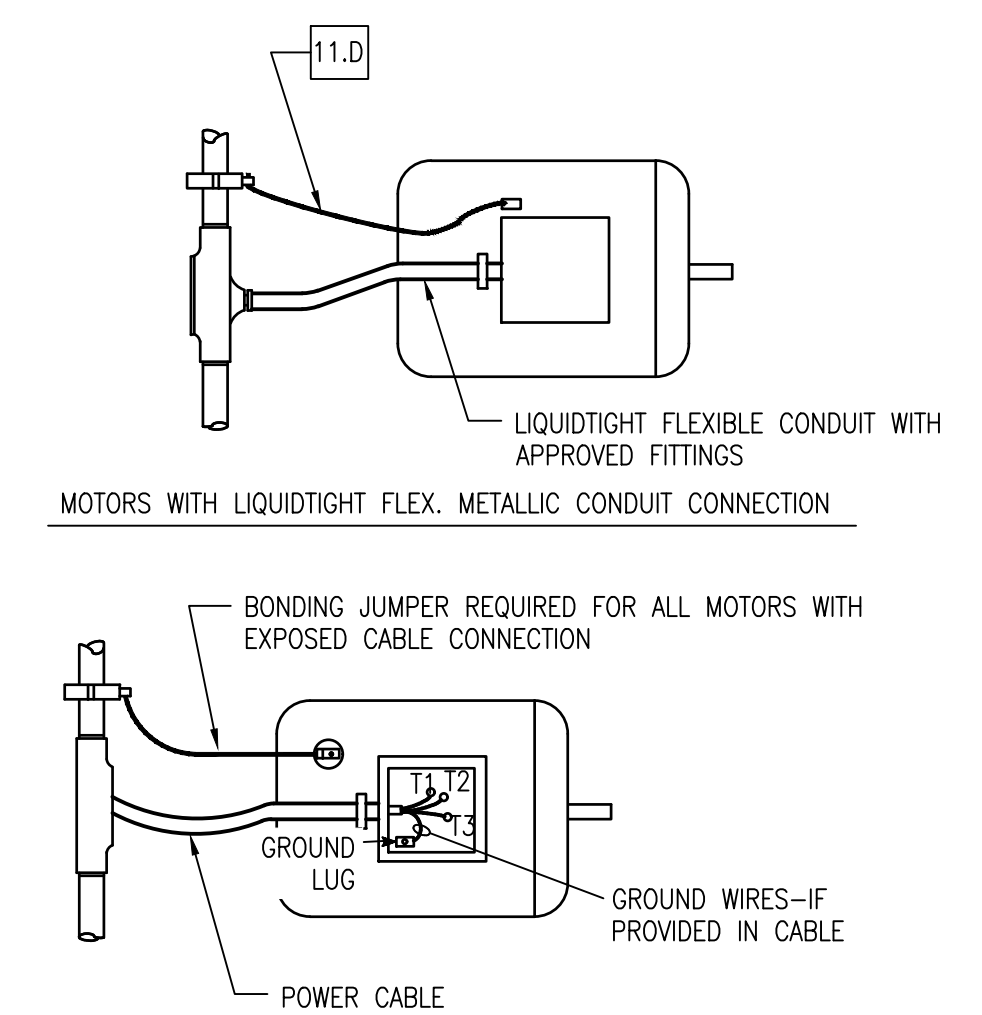 11.D
LIQUIDTIGHT FLEXIBLE CONDUIT WITH
APPROVED FITTINGS
MOTORS WITH LIQUIDTIGHT FLEX. METALLIC CONDUIT CONNECTION
BONDING JUMPER REQUIRED FOR ALL MOTORS WITH
EXPOSED CABLE CONNECTION
T1 T2
T3
GROUND
LUG
GROUND WIRES-IF
PROVIDED IN CABLE
POWER CABLE